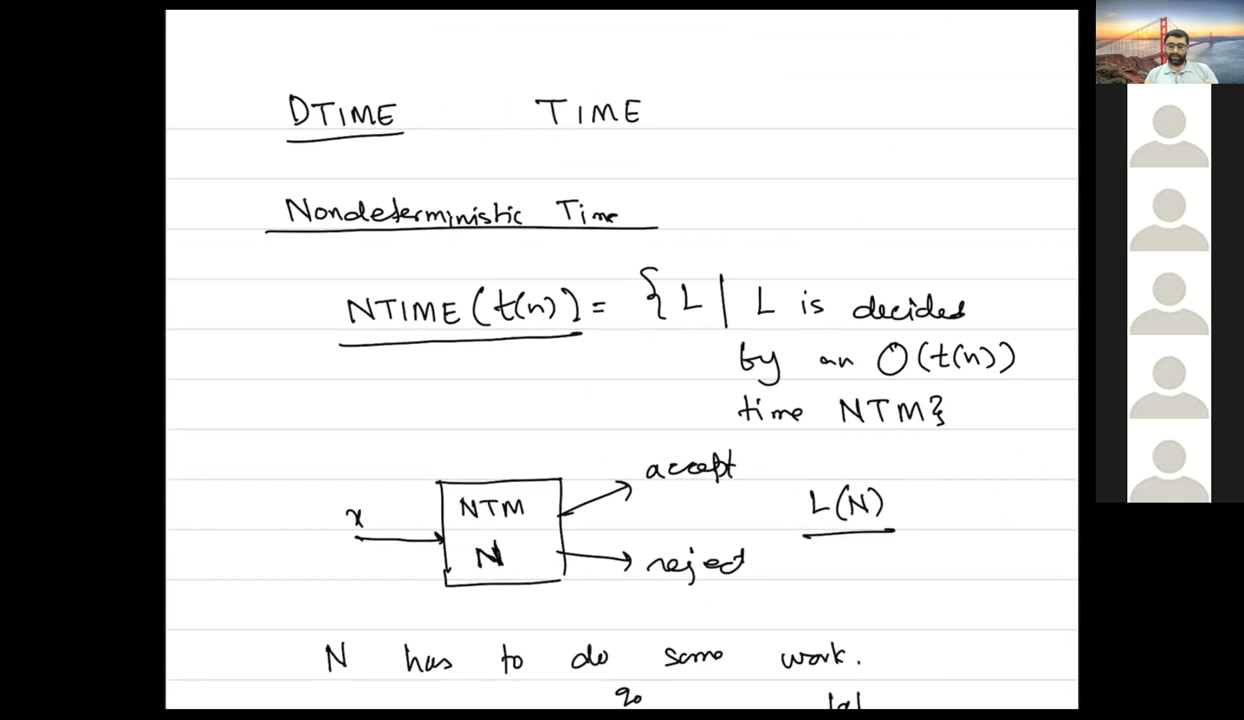 DTIME TIME
Nondeterministic Time
NTIME(t(n)) = { L | L is decided
by an O(t(n))
time NTM}
accept
x NTM L(N)
N reject
N has to do some work.
q0 |x|